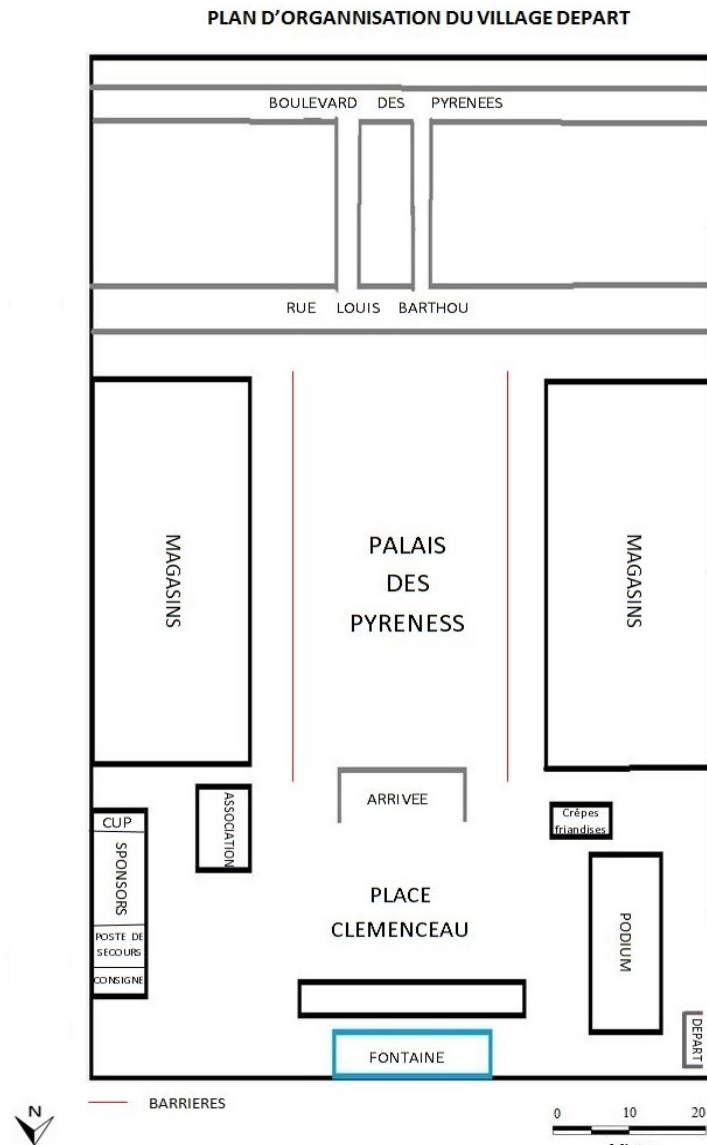 PLAN D'ORGANNISATION DU VILLAGE DEPART
BOULEVARD DES PYRENEES
RUE LOUIS BARTHOU
MAGASINS
PALAIS
DES
PYRENESS
MAGASINS
ARRIVEE
ASSOCIATION
Crêpes
friandises
CUP
SPONSORS
POSTE DE
SECOURS
CONSIGNE
PLACE
CLEMENCEAU
PODIUM
DEPART
FONTAINE
BARRIERES
N
0 10 20